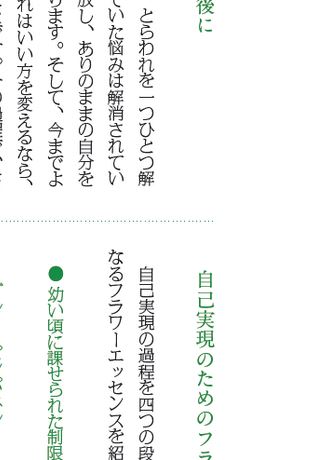 後に
とらわれを一つひとつ解
放し、ありのままの自分を
ていた悩みは解消されてい
ります。そして、今までよ
れはいい方を変えるなら、
自己実現のためのフラ
自己実現の過程を四つの段
なるフラワーエッセンスを紹
●幼い頃に課せられた制限